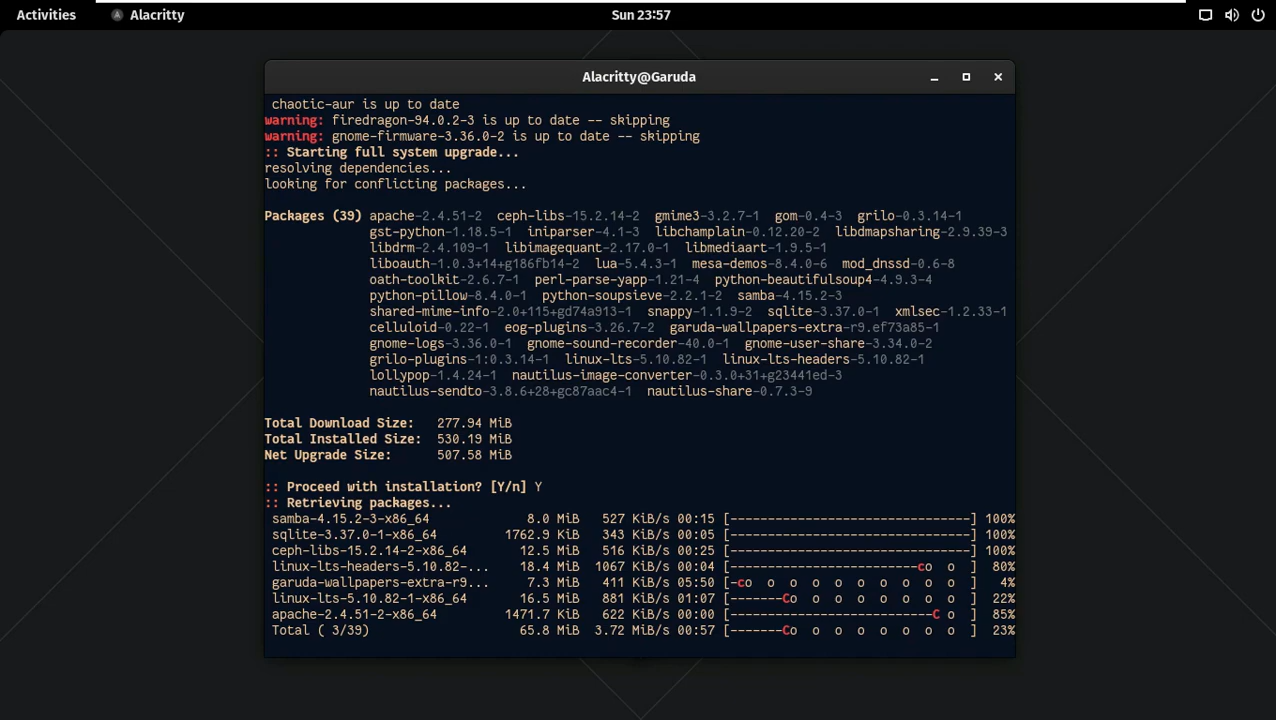 Activities
Alacritty
Sun 23:57
Alacritty@Garuda
chaotic-aur is up to date
warning: firedragon-94.0.2-3 is up to date -- skipping
warning: gnome-firmware-3.36.0-2 is up to date -- skipping
:: Starting full system upgrade...
resolving dependencies...
looking for conflicting packages...
Packages (39) apache-2.4.51-2 ceph-libs-15.2.14-2 gmime3-3.2.7-1 gom-0.4-3 grilo-0.3.14-1
gst-python-1.18.5-1 iniparser-4.1-3 libchamplain-0.12.20-2 libdmapsharing-2.9.39-3
libdrm-2.4.109-1 libimagequant-2.17.0-1 libmediaart-1.9.5-1
liboauth-1.0.3+14+g186fb14-2 lua-5.4.3-1 mesa-demos-8.4.0-6 mod_dnssd-0.6-8
oath-toolkit-2.6.7-1 perl-parse-yapp-1.21-4 python-beautifulsoup4-4.9.3-4
python-pillow-8.4.0-1 python-soupsieve-2.2.1-2 samba-4.15.2-3
shared-mime-info-2.0+115+gd74a913-1 snappy-1.1.9-2 sqlite-3.37.0-1 xmlsec-1.2.33-1
celluloid-0.22-1 eog-plugins-3.26.7-2 garuda-wallpapers-extra-r9.ef73a85-1
gnome-logs-3.36.0-1 gnome-sound-recorder-40.0-1 gnome-user-share-3.34.0-2
grilo-plugins-1:0.3.14-1 linux-lts-5.10.82-1 linux-lts-headers-5.10.82-1
lollypop-1.4.24-1 nautilus-image-converter-0.3.0+31+g23441ed-3
nautilus-sendto-3.8.6+28+gc87aac4-1 nautilus-share-0.7.3-9
Total Download Size: 277.94 MiB
Total Installed Size: 530.19 MiB
Net Upgrade Size: 507.58 MiB
:: Proceed with installation? [Y/n] Y
:: Retrieving packages...
samba-4.15.2-3-x86_64 8.0 MiB 527 KiB/s 00:15 [--------------------------------] 100%
sqlite-3.37.0-1-x86_64 1762.9 KiB 343 KiB/s 00:05 [--------------------------------] 100%
ceph-libs-15.2.14-2-x86_64 12.5 MiB 516 KiB/s 00:25 [--------------------------------] 100%
linux-lts-headers-5.10.82-... 18.4 MiB 1067 KiB/s 00:04 [-------------------------co  o  ] 80%
garuda-wallpapers-extra-r9... 7.3 MiB 411 KiB/s 05:50 [-co  o  o  o  o  o  o  o  o  o  ] 4%
linux-lts-5.10.82-1-x86_64 16.5 MiB 881 KiB/s 01:07 [-------Co  o  o  o  o  o  o  o  ] 22%
apache-2.4.51-2-x86_64 1471.7 KiB 622 KiB/s 00:00 [---------------------------C o  ] 85%
Total ( 3/39) 65.8 MiB 3.72 MiB/s 00:57 [-------Co  o  o  o  o  o  o  o  ] 23%